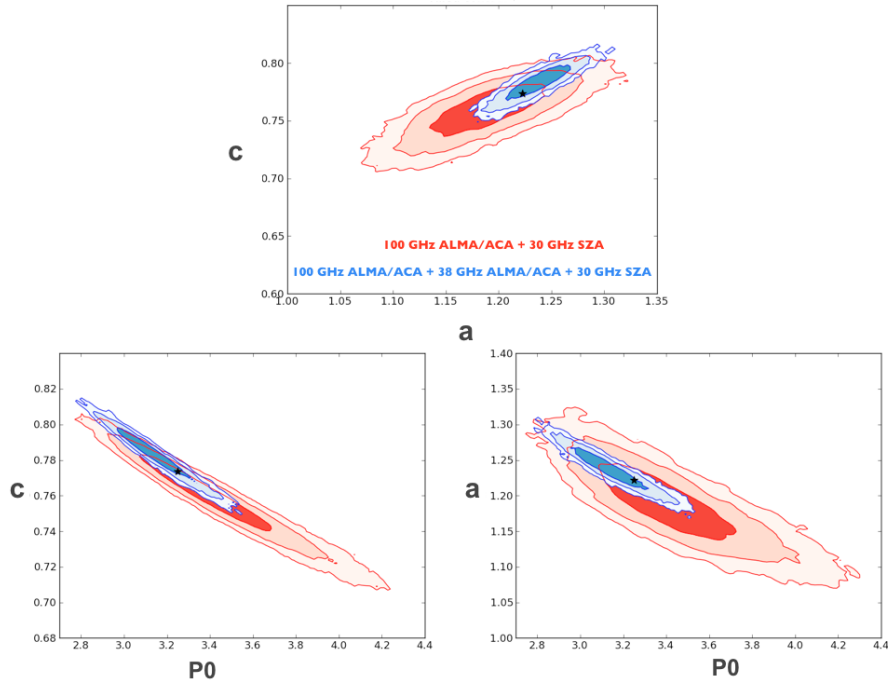 0.80
0.75
c
0.70
0.65
100 GHz ALMA/ACA + 30 GHz SZA
100 GHz ALMA/ACA + 38 GHz ALMA/ACA + 30 GHz SZA
0.60
1.00 1.05 1.10 1.15 1.20 1.25 1.30 1.35
a
0.82
0.80
0.78
c
0.76
0.74
0.72
0.70
0.68
2.8 3.0 3.2 3.4 3.6 3.8 4.0 4.2 4.4
P0
1.40
1.35
1.30
1.25
a
1.20
1.15
1.10
1.05
1.00
2.8 3.0 3.2 3.4 3.6 3.8 4.0 4.2 4.4
P0